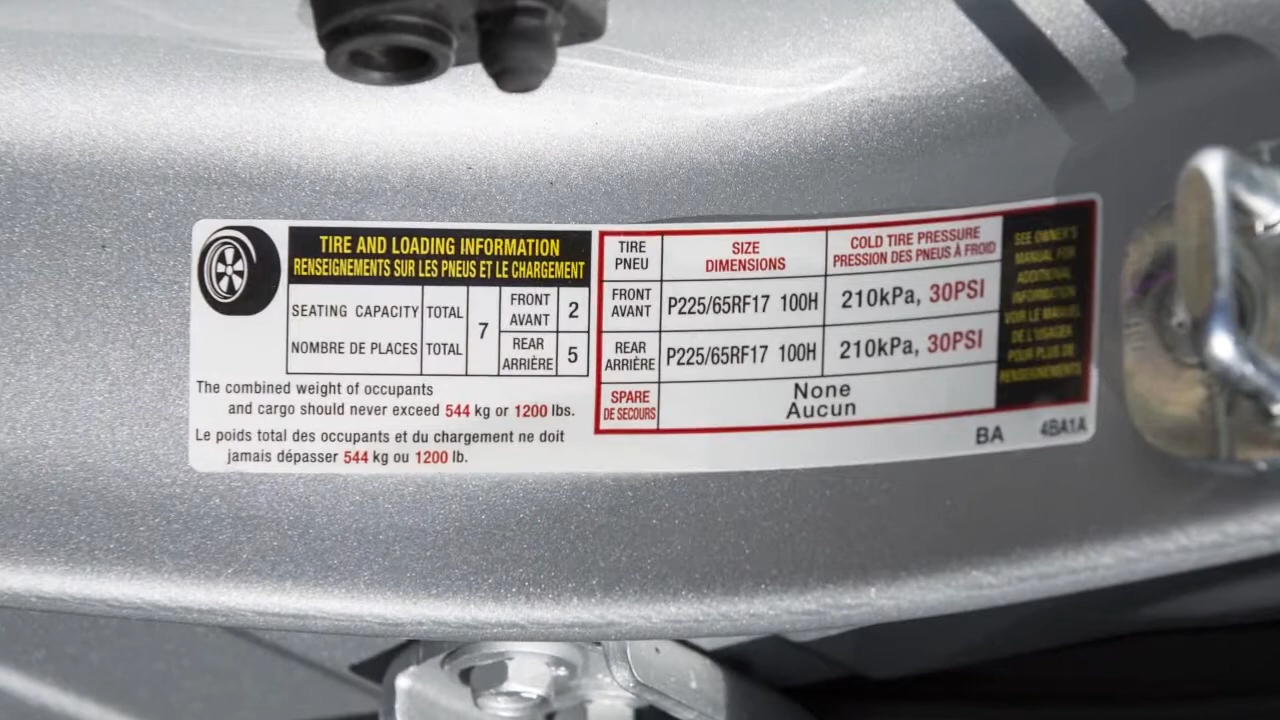 TIRE AND LOADING INFORMATION
RENSEIGNEMENTS SUR LES PNEUS ET LE CHARGEMENT
SEATING CAPACITY TOTAL 7 FRONT AVANT 2
NOMBRE DE PLACES TOTAL REAR ARRIÈRE 5
The combined weight of occupants
and cargo should never exceed 544 kg or 1200 lbs.
Le poids total des occupants et du chargement ne doit
jamais dépasser 544 kg ou 1200 lb.
TIRE PNEU SIZE DIMENSIONS COLD TIRE PRESSURE PRESSION DES PNEUS À FROID
FRONT AVANT P225/65RF17 100H 210kPa, 30PSI
REAR ARRIÈRE P225/65RF17 100H 210kPa, 30PSI
SPARE DE SECOURS None Aucun
SEE OWNER'S
MANUAL FOR
ADDITIONAL
INFORMATION
VOIR LE MANUEL
DE L'USAGER
POUR PLUS DE
RENSEIGNEMENTS
BA 4BA1A